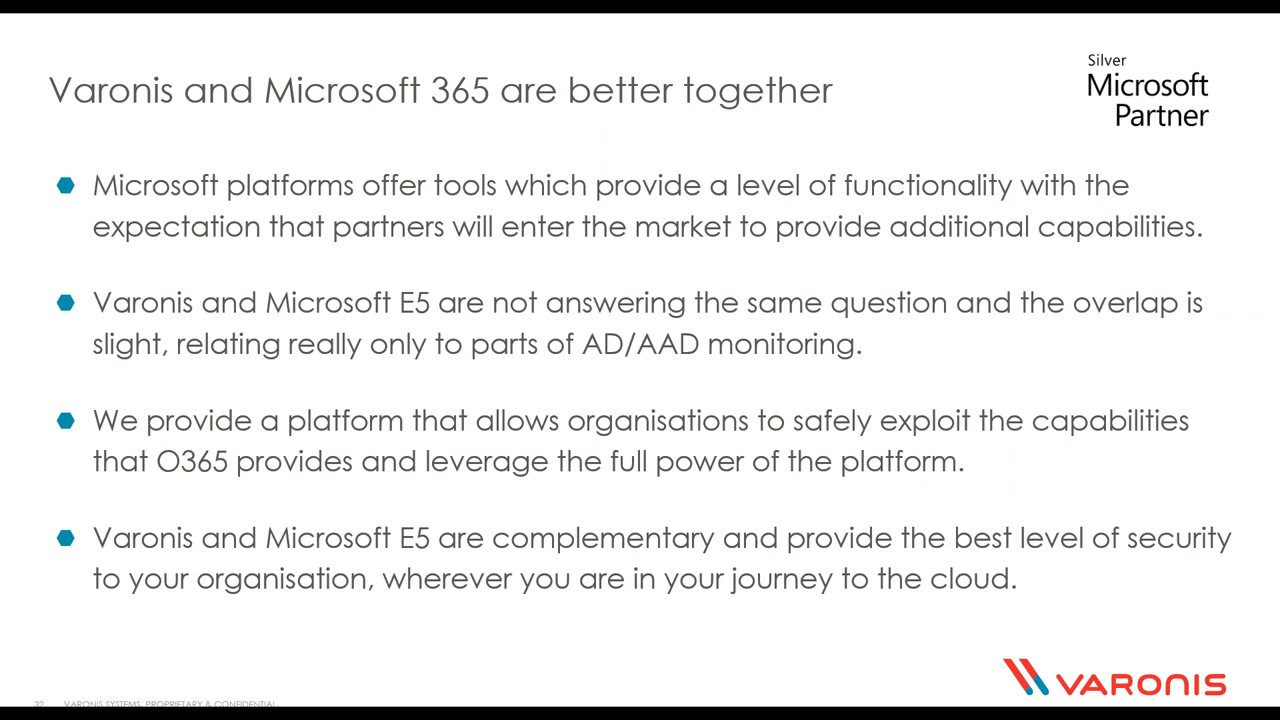 Silver
Microsoft
Partner
Varonis and Microsoft 365 are better together
Microsoft platforms offer tools which provide a level of functionality with the
expectation that partners will enter the market to provide additional capabilities.
Varonis and Microsoft E5 are not answering the same question and the overlap is
slight, relating really only to parts of AD/AAD monitoring.
We provide a platform that allows organisations to safely exploit the capabilities
that O365 provides and leverage the full power of the platform.
Varonis and Microsoft E5 are complementary and provide the best level of security
to your organisation, wherever you are in your journey to the cloud.
VARONIS
32 VARONIS SYSTEMS. PROPRIETARY & CONFIDENTIAL.